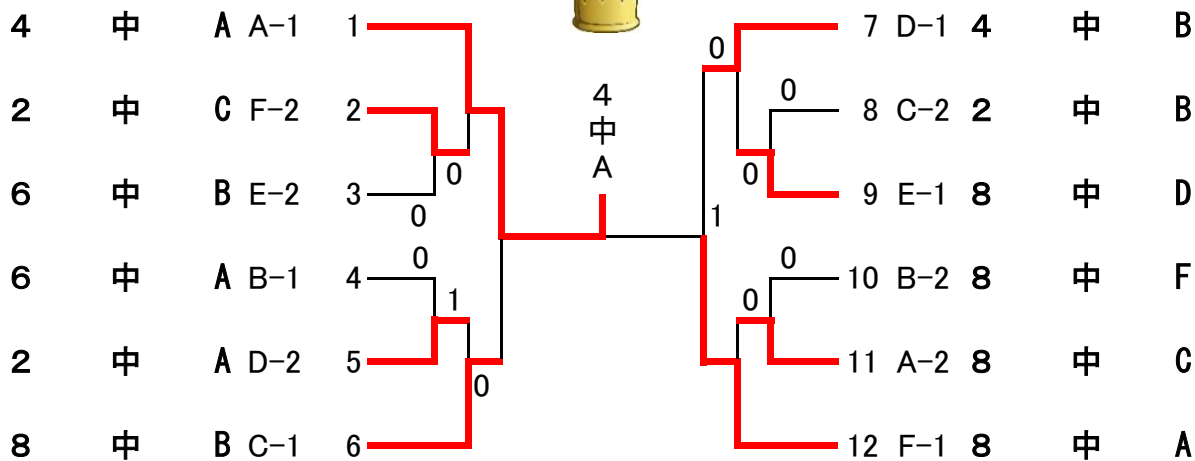 ４ 中 A A-1 1
２ 中 C F-2 2
６ 中 B E-2 3
６ 中 A B-1 4
２ 中 A D-2 5
８ 中 B C-1 6
0
0
0
1
0
４
中
A
0
0
0
1
0
0
7 D-1 ４ 中 B
8 C-2 ２ 中 B
9 E-1 ８ 中 D
10 B-2 ８ 中 F
11 A-2 ８ 中 C
12 F-1 ８ 中 A